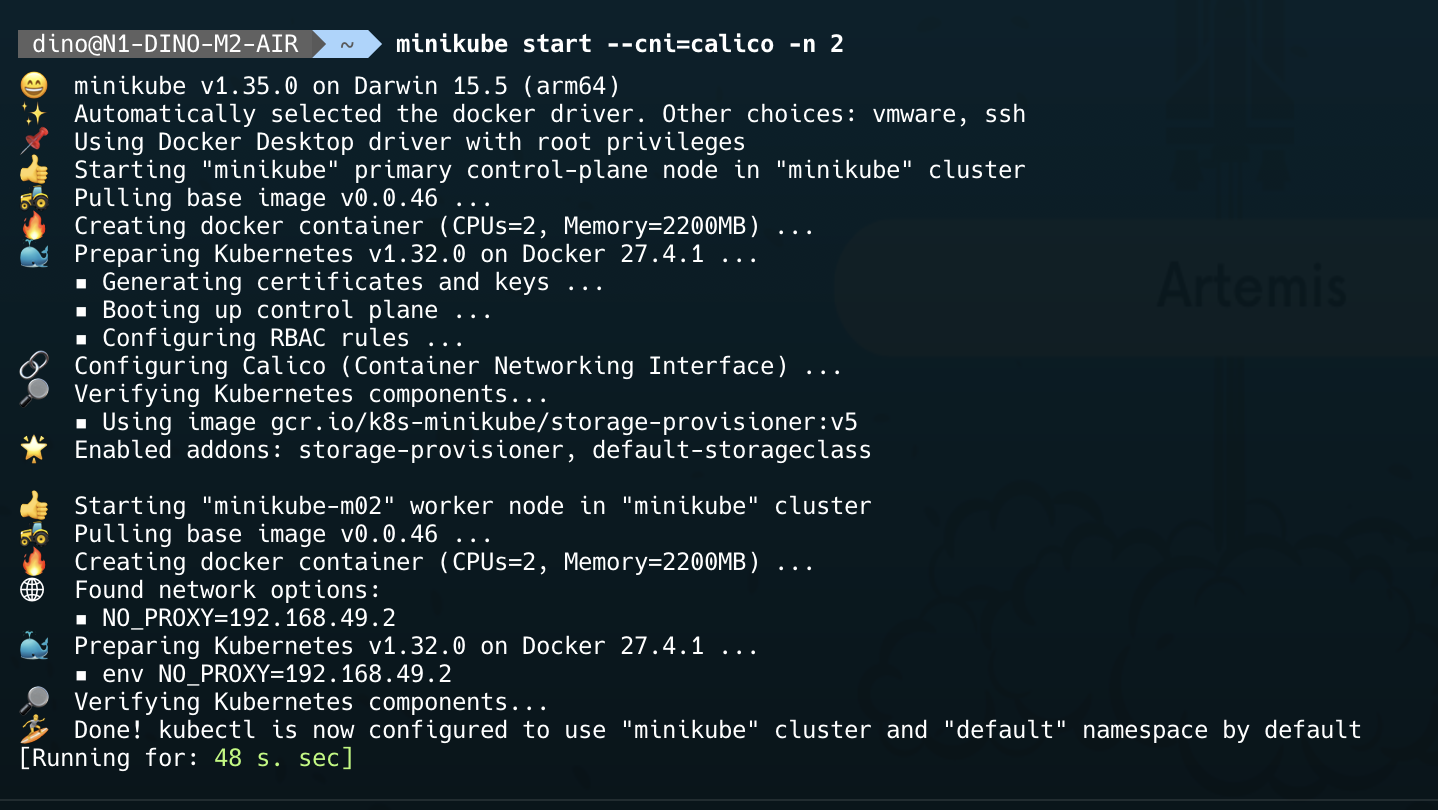 dino@N1-DINO-M2-AIR ~ minikube start --cni=calico -n 2
😄 minikube v1.35.0 on Darwin 15.5 (arm64)
✨ Automatically selected the docker driver. Other choices: vmware, ssh
📌 Using Docker Desktop driver with root privileges
👍 Starting "minikube" primary control-plane node in "minikube" cluster
🚜 Pulling base image v0.0.46 ...
🔥 Creating docker container (CPUs=2, Memory=2200MB) ...
🐳 Preparing Kubernetes v1.32.0 on Docker 27.4.1 ...
▪ Generating certificates and keys ...
▪ Booting up control plane ...
▪ Configuring RBAC rules ...
🔗 Configuring Calico (Container Networking Interface) ...
🔎 Verifying Kubernetes components...
▪ Using image gcr.io/k8s-minikube/storage-provisioner:v5
🌟 Enabled addons: storage-provisioner, default-storageclass
👍 Starting "minikube-m02" worker node in "minikube" cluster
🚜 Pulling base image v0.0.46 ...
🔥 Creating docker container (CPUs=2, Memory=2200MB) ...
🌐 Found network options:
▪ NO_PROXY=192.168.49.2
🐳 Preparing Kubernetes v1.32.0 on Docker 27.4.1 ...
▪ env NO_PROXY=192.168.49.2
🔎 Verifying Kubernetes components...
🏄 Done! kubectl is now configured to use "minikube" cluster and "default" namespace by default
[Running for: 48 s. sec]
Artemis